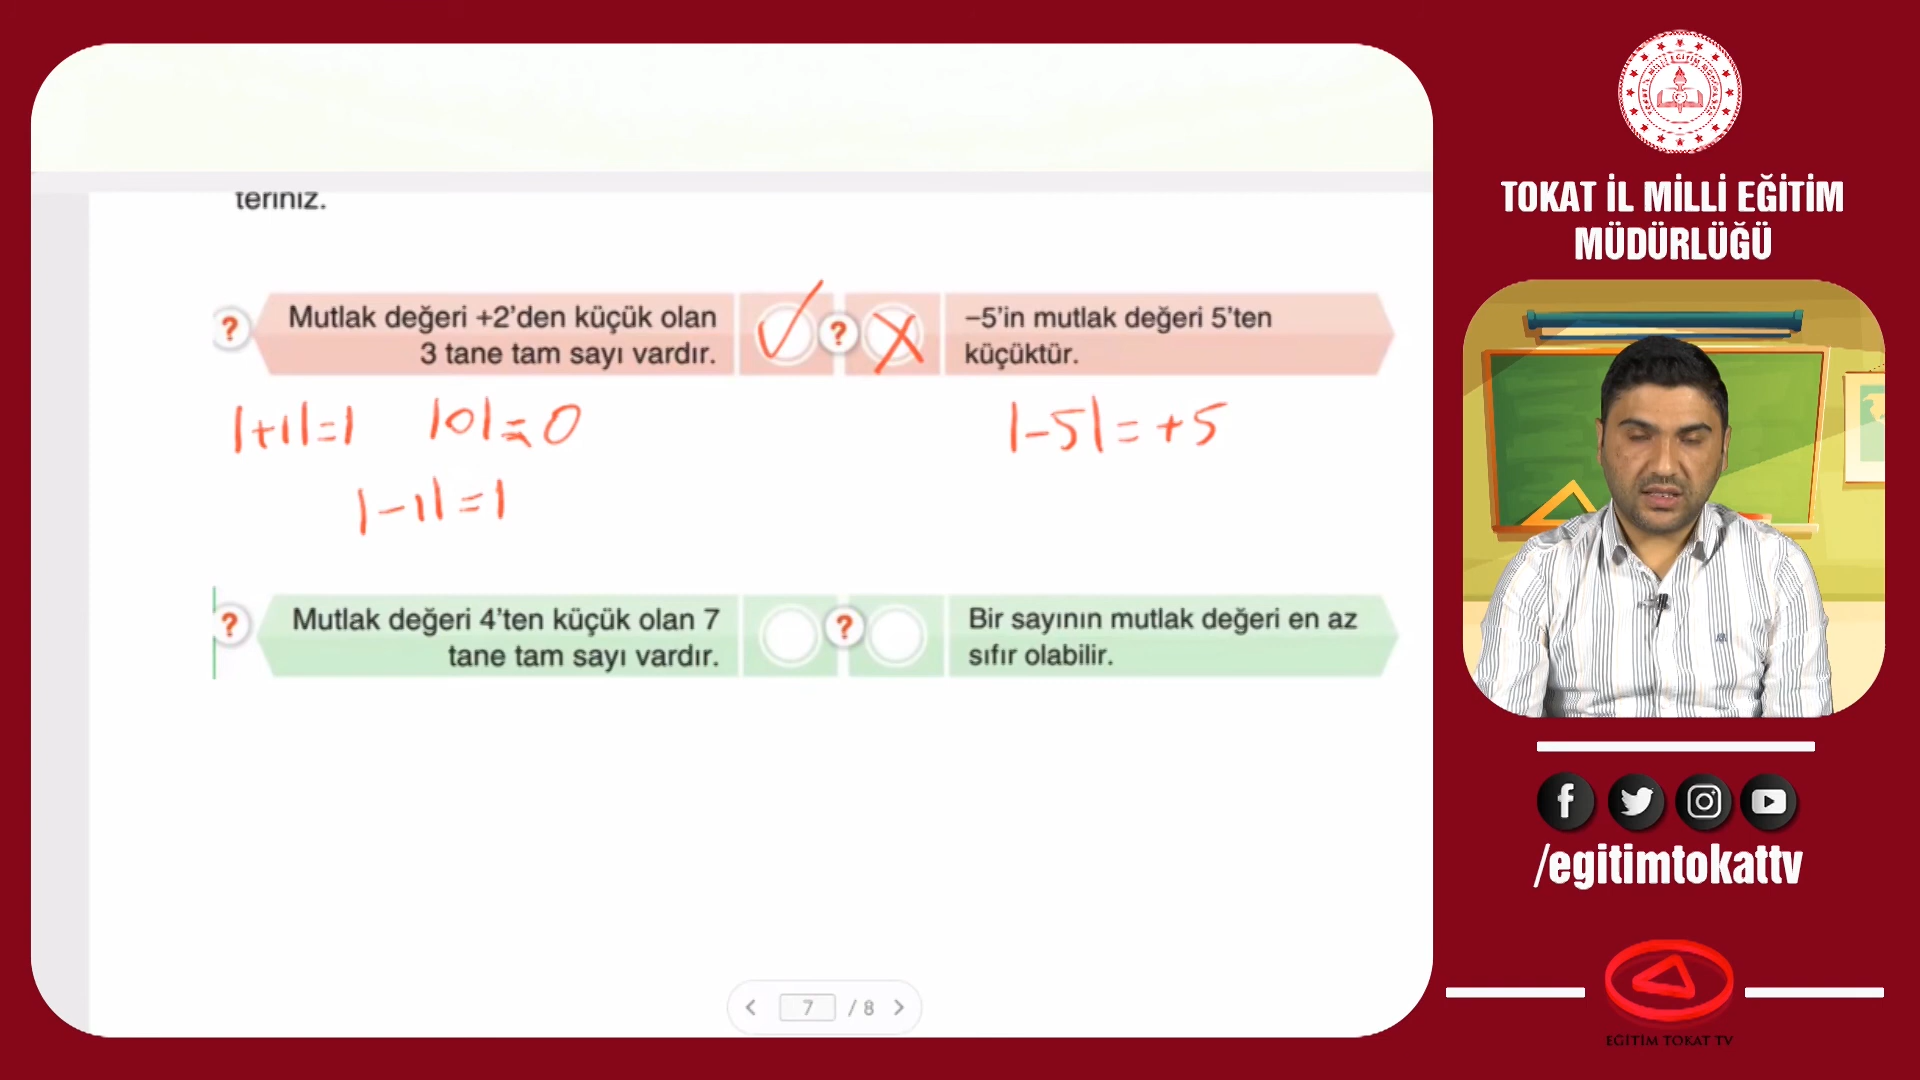 teriniz.
? Mutlak değeri +2'den küçük olan
3 tane tam sayı vardır.
? –5'in mutlak değeri 5'ten
küçüktür.
|+1|=1 |0|=0
|-1|=1
|-5|=+5
? Mutlak değeri 4'ten küçük olan 7
tane tam sayı vardır.
? Bir sayının mutlak değeri en az
sıfır olabilir.
7 / 8
TOKAT İL MİLLİ EĞİTİM
MÜDÜRLÜĞÜ
/egitimtokattv
EĞİTİM TOKAT TV